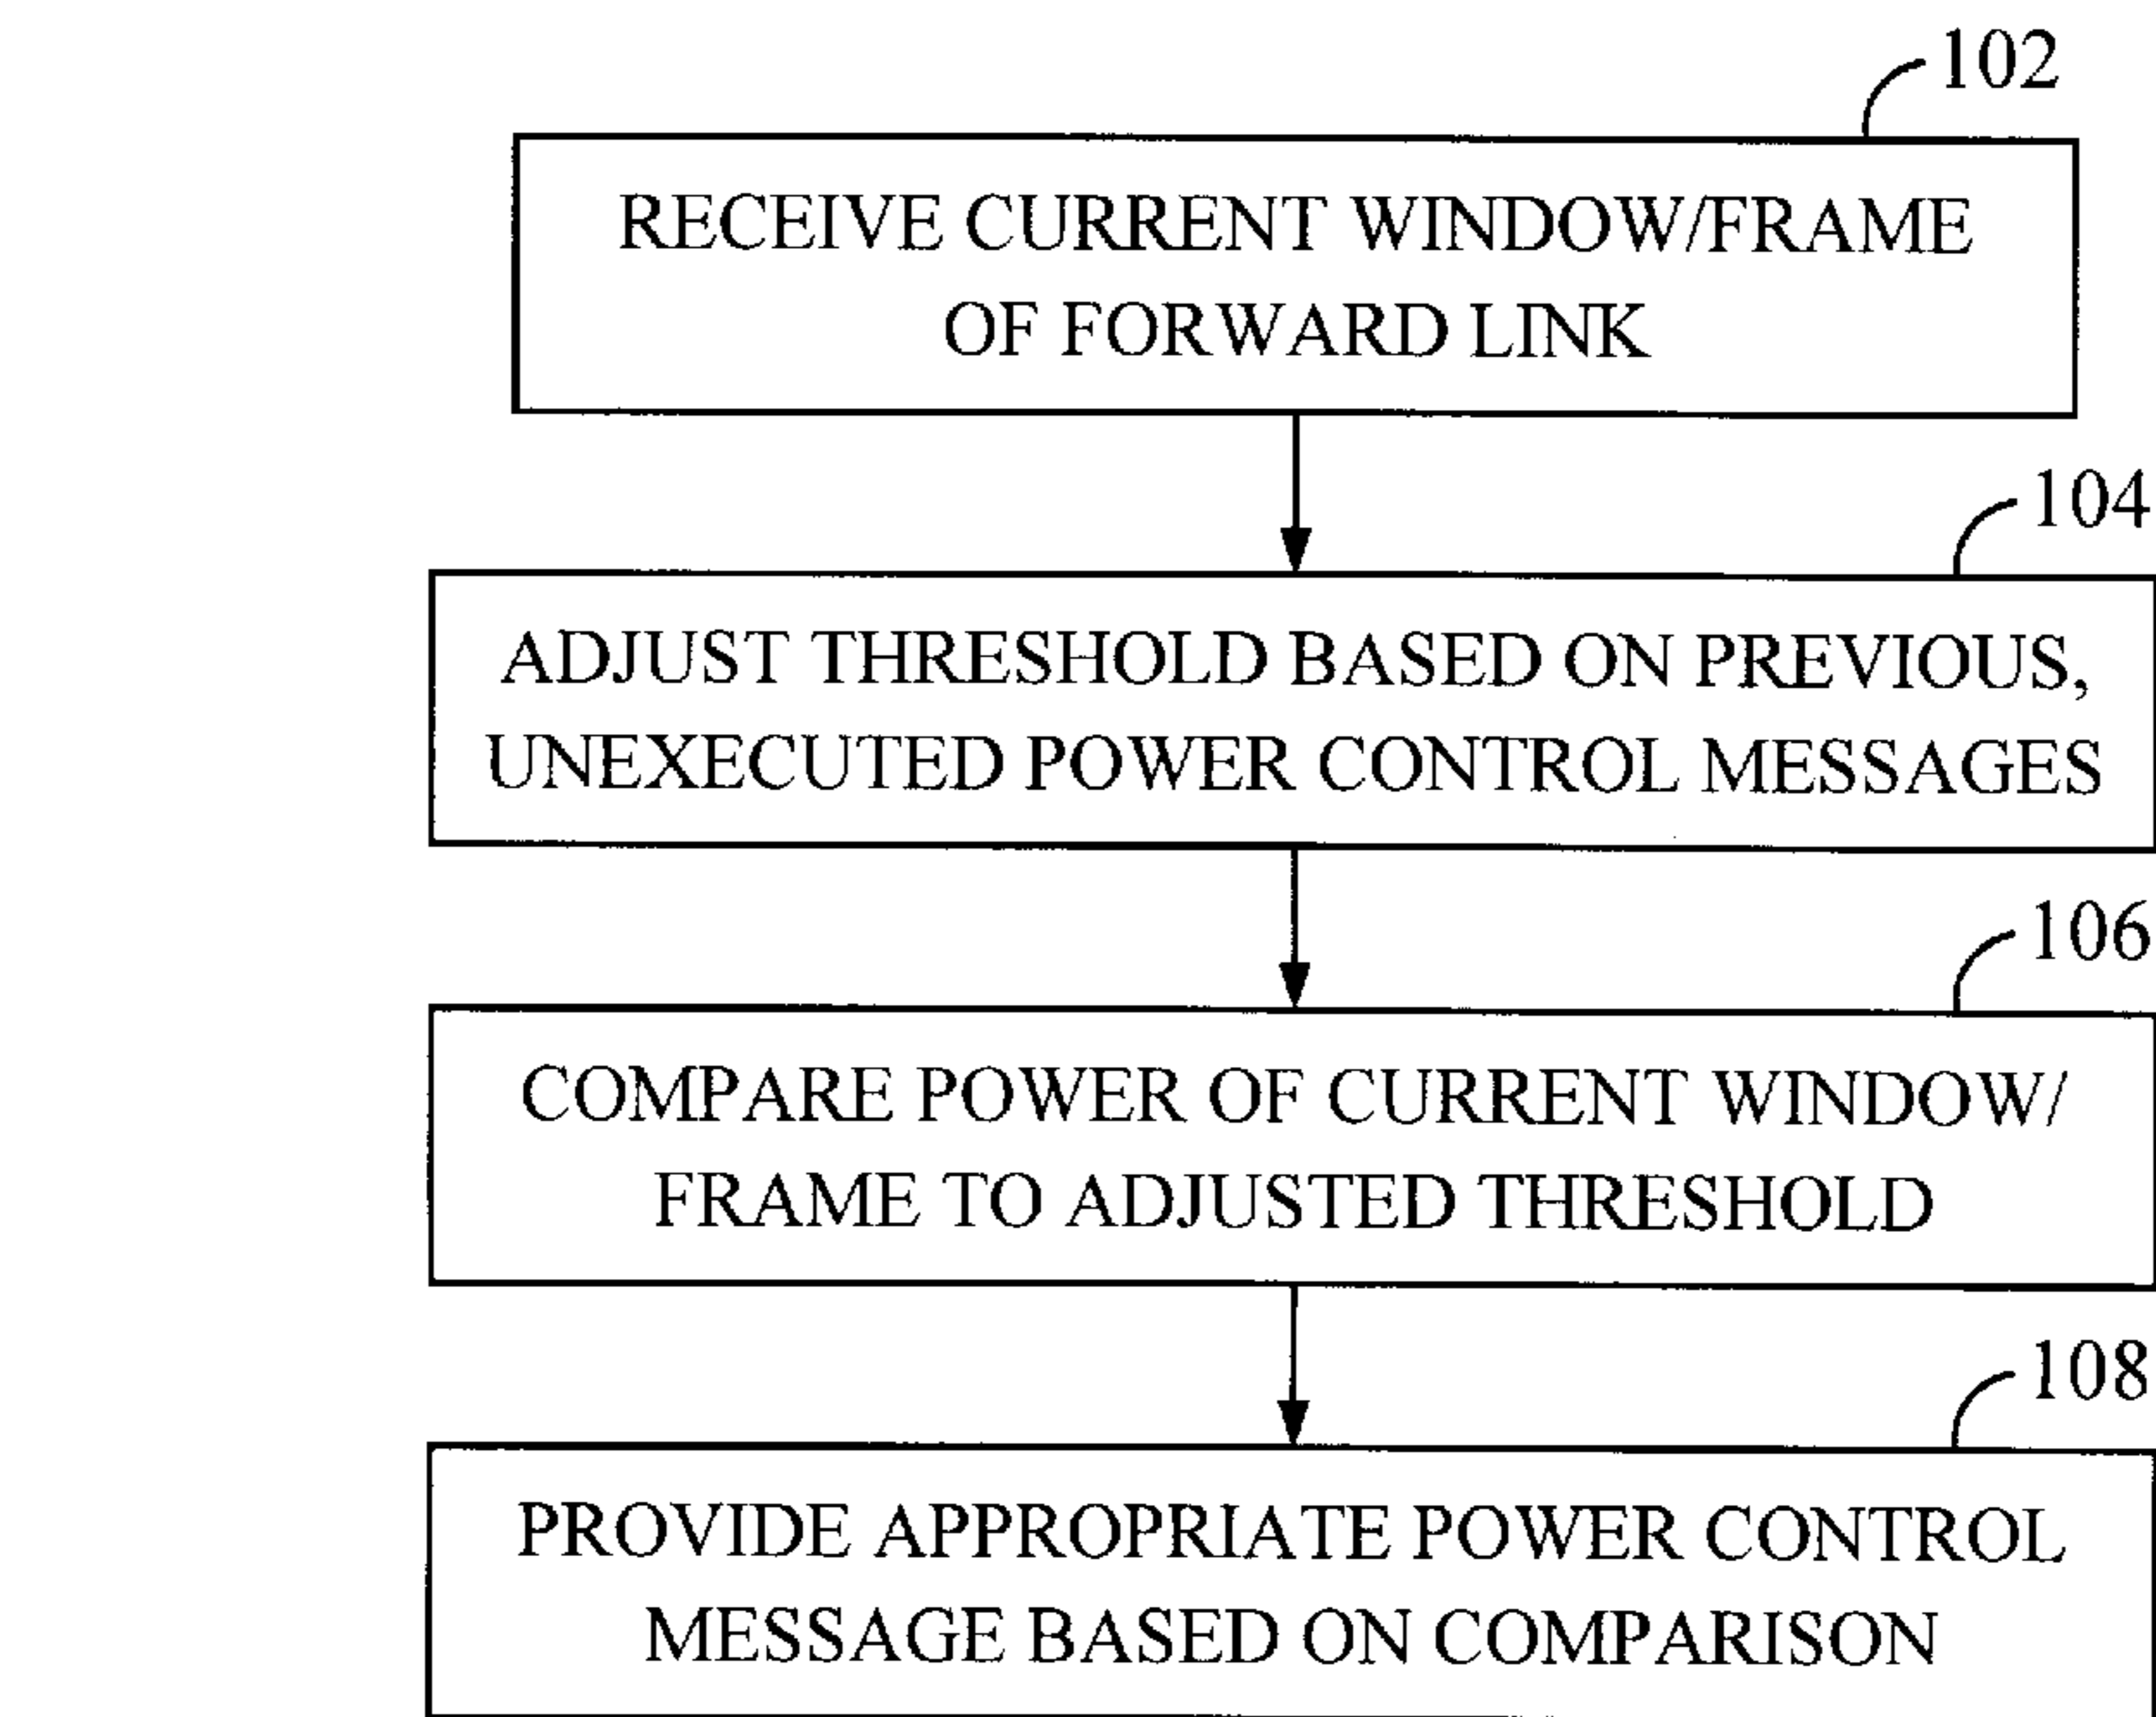 102
RECEIVE CURRENT WINDOW/FRAME
OF FORWARD LINK
104
ADJUST THRESHOLD BASED ON PREVIOUS,
UNEXECUTED POWER CONTROL MESSAGES
106
COMPARE POWER OF CURRENT WINDOW/
FRAME TO ADJUSTED THRESHOLD
108
PROVIDE APPROPRIATE POWER CONTROL
MESSAGE BASED ON COMPARISON